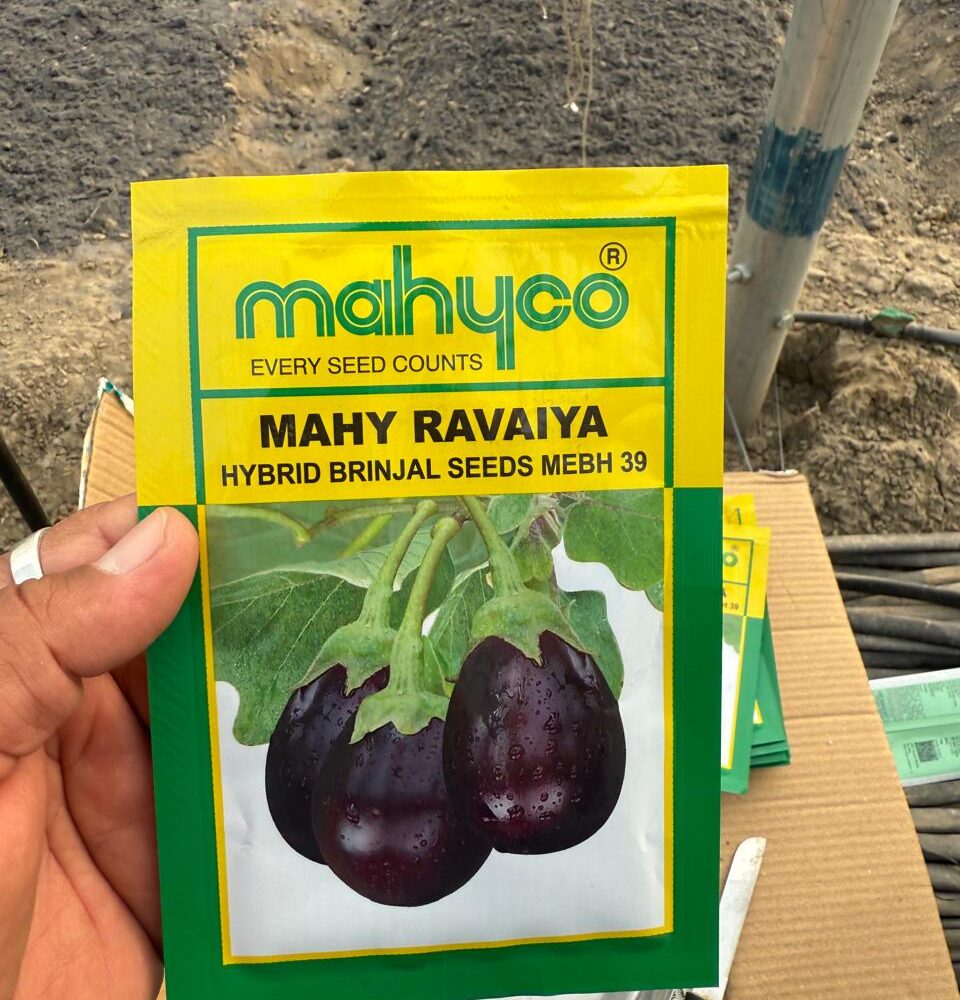 mahyco®
EVERY SEED COUNTS
MAHY RAVAIYA
HYBRID BRINJAL SEEDS MEBH 39